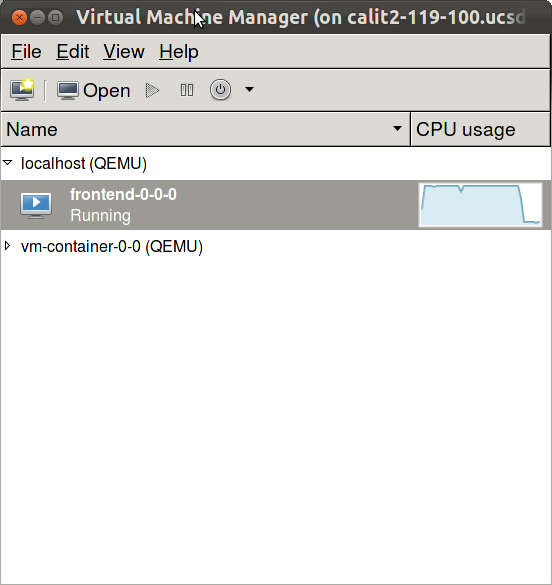 Virtual Machine Manager (on calit2-119-100.ucsd
File Edit View Help
Open
Name CPU usage
localhost (QEMU)
frontend-0-0-0
Running
vm-container-0-0 (QEMU)